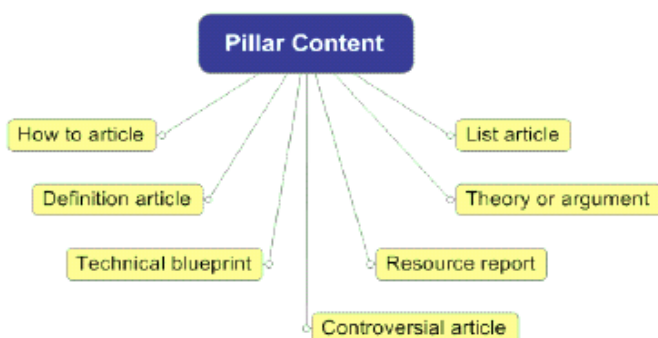 Pillar Content
How to article
List article
Definition article
Theory or argument
Technical blueprint
Resource report
Controversial article